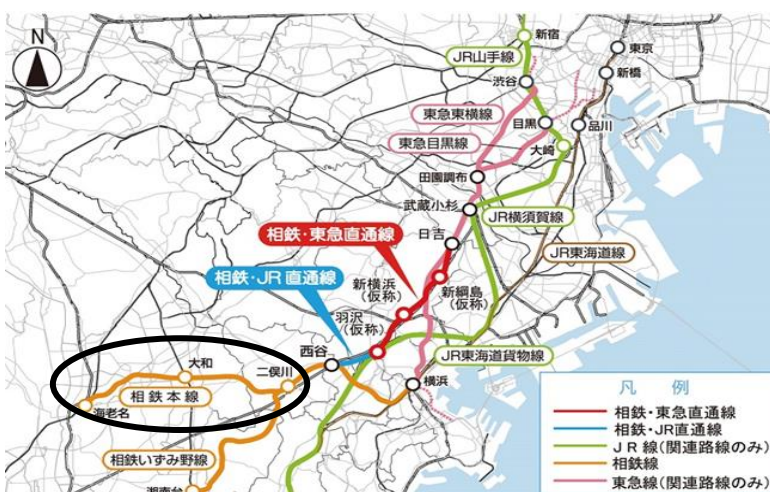 N
新宿
JR山手線
東京
渋谷
新橋
東急東横線
目黒
品川
東急目黒線
大崎
田園調布
武蔵小杉
JR横須賀線
相鉄・東急直通線
日吉
JR東海道線
相鉄・JR直通線
新横浜
(仮称)
新綱島
(仮称)
羽沢
(仮称)
西谷
JR東海道貨物線
大和
二俣川
横浜
相鉄本線
海老名
相鉄いずみ野線
湘南台
凡例
相鉄・東急直通線
相鉄・JR直通線
JR線(関連路線のみ)
相鉄線
東急線(関連路線のみ)